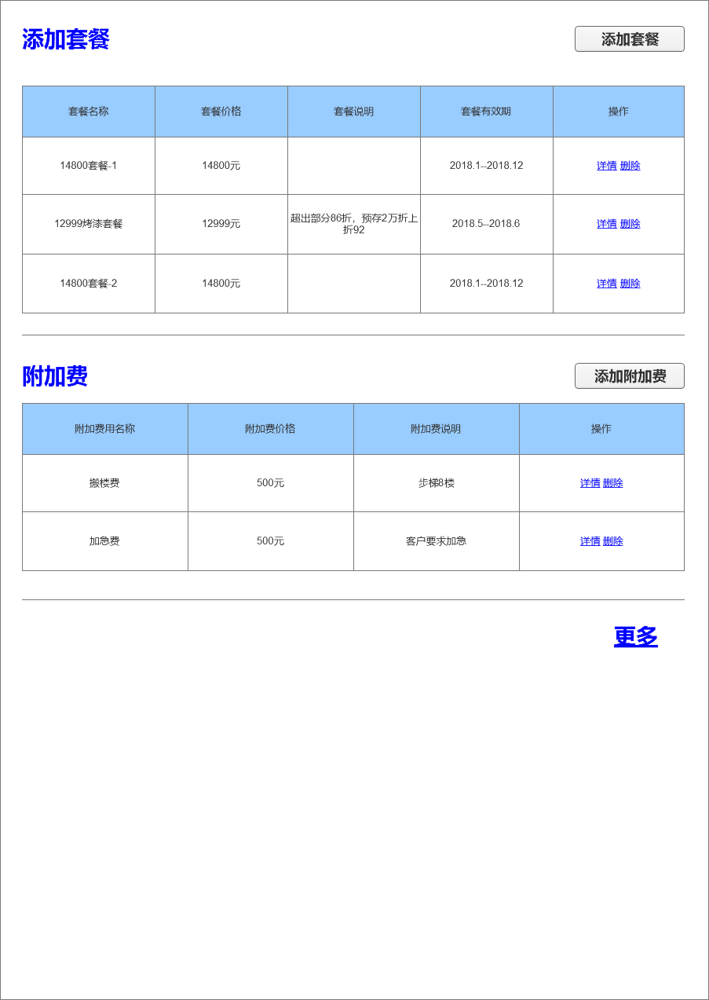 添加套餐
添加套餐
套餐名称 套餐价格 套餐说明 套餐有效期 操作
14800套餐-1 14800元 2018.1--2018.12 详情 删除
12999烤漆套餐 12999元 超出部分86折，预存2万折上 2018.5--2018.6 详情 删除
折92
14800套餐-2 14800元 2018.1--2018.12 详情 删除
附加费
添加附加费
附加费用名称 附加费价格 附加费说明 操作
搬楼费 500元 步梯8楼 详情 删除
加急费 500元 客户要求加急 详情 删除
更多